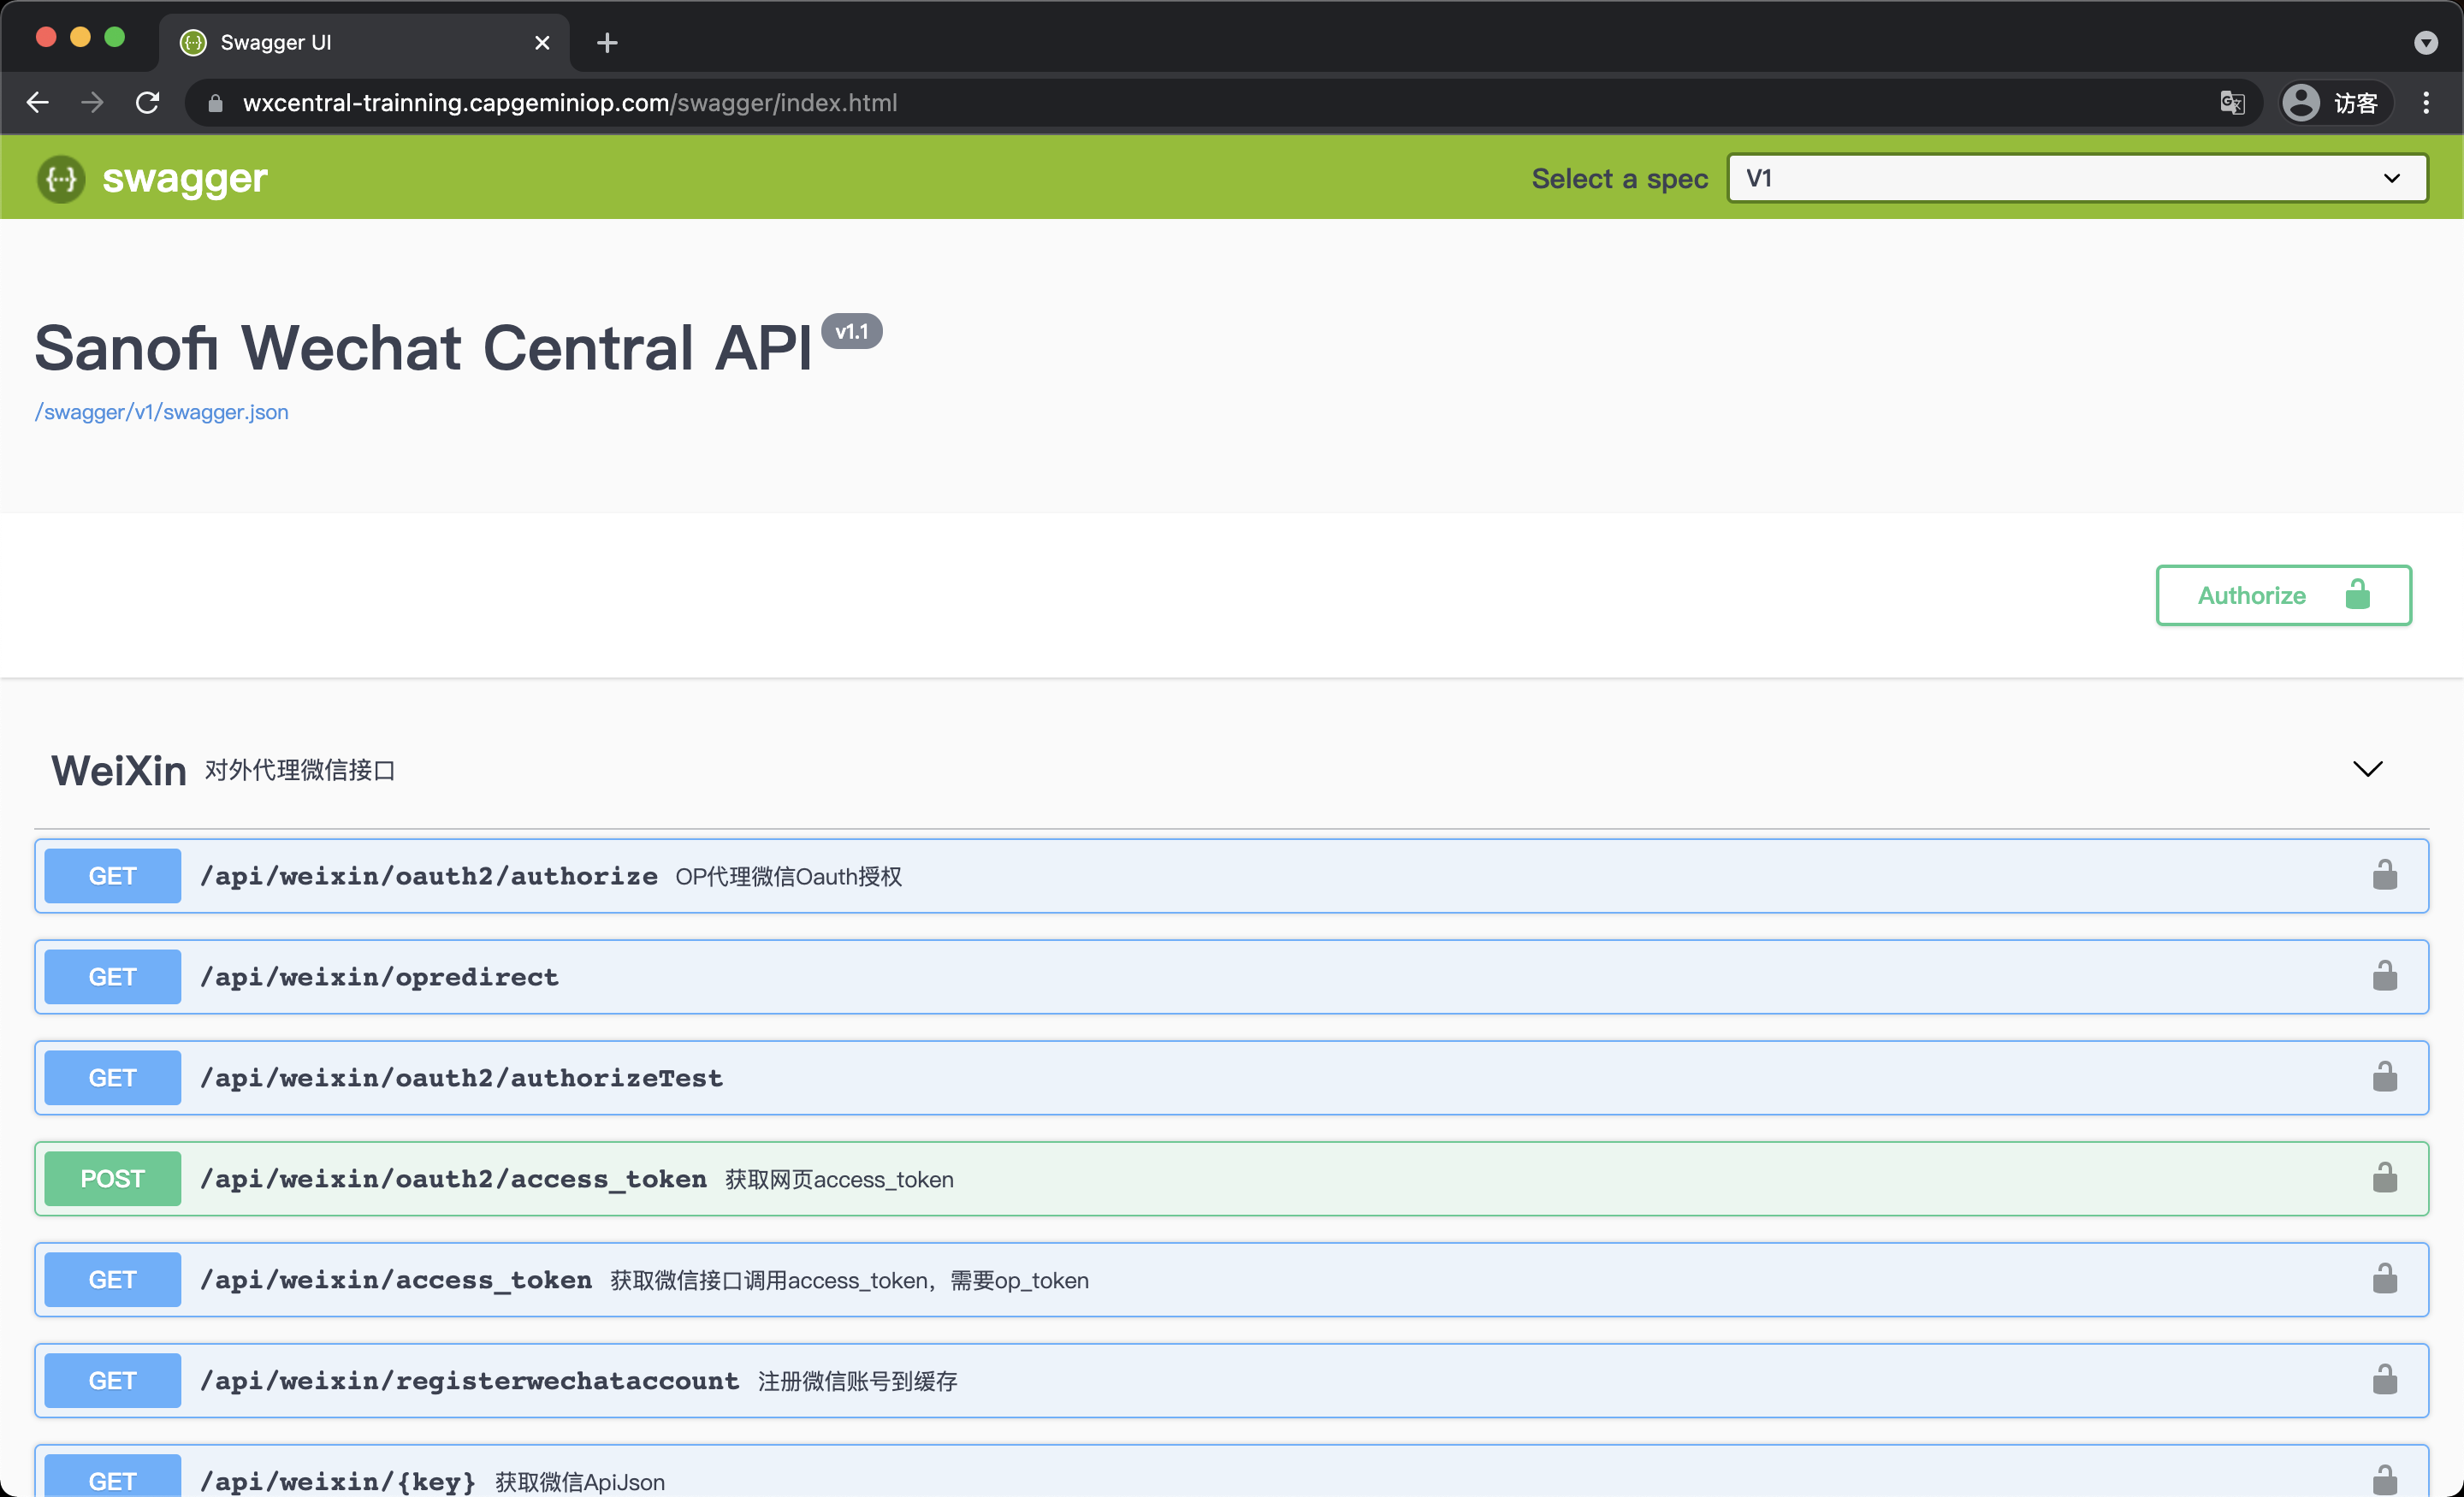 Swagger UI
wxcentral-trainning.capgeminiop.com/swagger/index.html
访客
swagger
Select a spec
V1
Sanofi Wechat Central API v1.1
/swagger/v1/swagger.json
Authorize
WeiXin 对外代理微信接口
GET /api/weixin/oauth2/authorize OP代理微信Oauth授权
GET /api/weixin/opredirect
GET /api/weixin/oauth2/authorizeTest
POST /api/weixin/oauth2/access_token 获取网页access_token
GET /api/weixin/access_token 获取微信接口调用access_token，需要op_token
GET /api/weixin/registerwechataccount 注册微信账号到缓存
GET /api/weixin/{key} 获取微信ApiJson